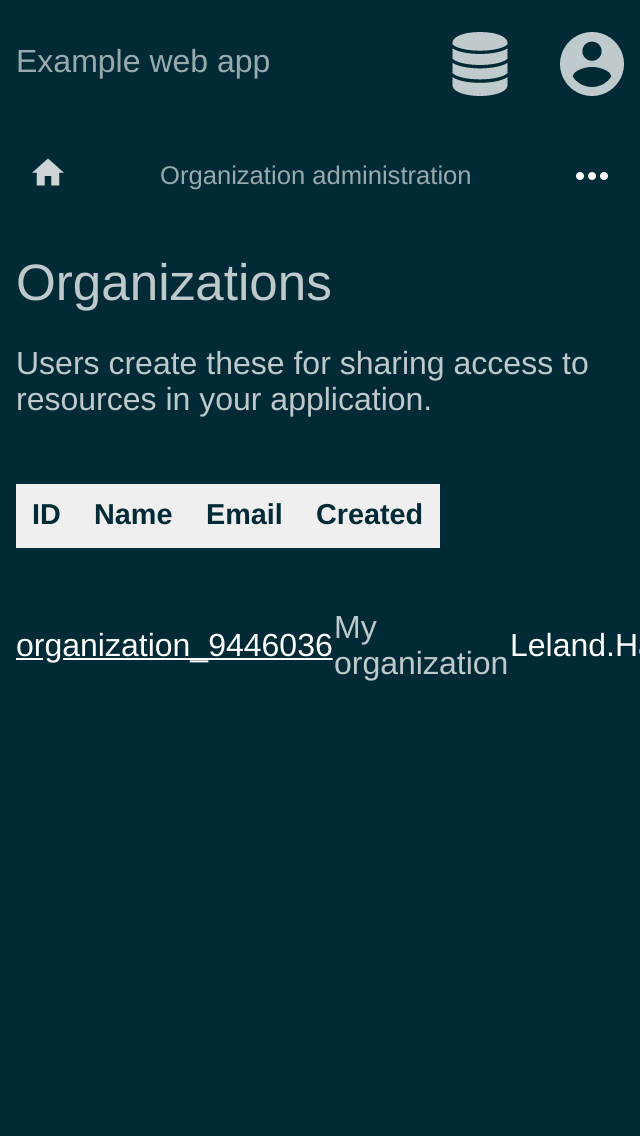 Example web app
Organization administration
Organizations
Users create these for sharing access to
resources in your application.
ID Name Email Created
organization_9446036 My organization Leland.Ha